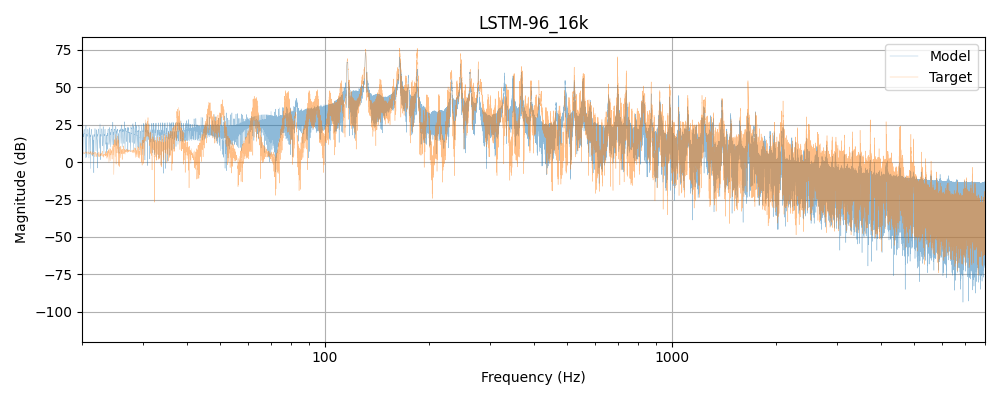 LSTM-96_16k
Model
Target
Magnitude (dB)
75
50
25
0
−25
−50
−75
−100
100
1000
Frequency (Hz)